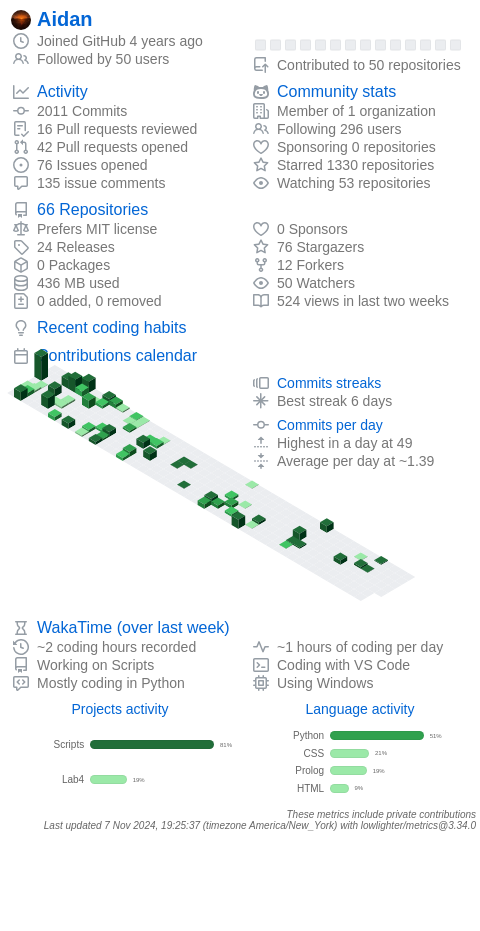 Aidan
Joined GitHub 4 years ago
Followed by 50 users
Contributed to 50 repositories
Activity
2011 Commits
16 Pull requests reviewed
42 Pull requests opened
76 Issues opened
135 issue comments
Community stats
Member of 1 organization
Following 296 users
Sponsoring 0 repositories
Starred 1330 repositories
Watching 53 repositories
66 Repositories
Prefers MIT license
24 Releases
0 Packages
436 MB used
0 added, 0 removed
0 Sponsors
76 Stargazers
12 Forkers
50 Watchers
524 views in last two weeks
Recent coding habits
Contributions calendar
Commits streaks
Best streak 6 days
Commits per day
Highest in a day at 49
Average per day at ~1.39
WakaTime (over last week)
~2 coding hours recorded
Working on Scripts
Mostly coding in Python
~1 hours of coding per day
Coding with VS Code
Using Windows
Projects activity
Scripts 81%
Lab4 19%
Language activity
Python 51%
CSS 21%
Prolog 19%
HTML 9%
These metrics include private contributions
Last updated 7 Nov 2024, 19:25:37 (timezone America/New_York) with lowlighter/metrics@3.34.0